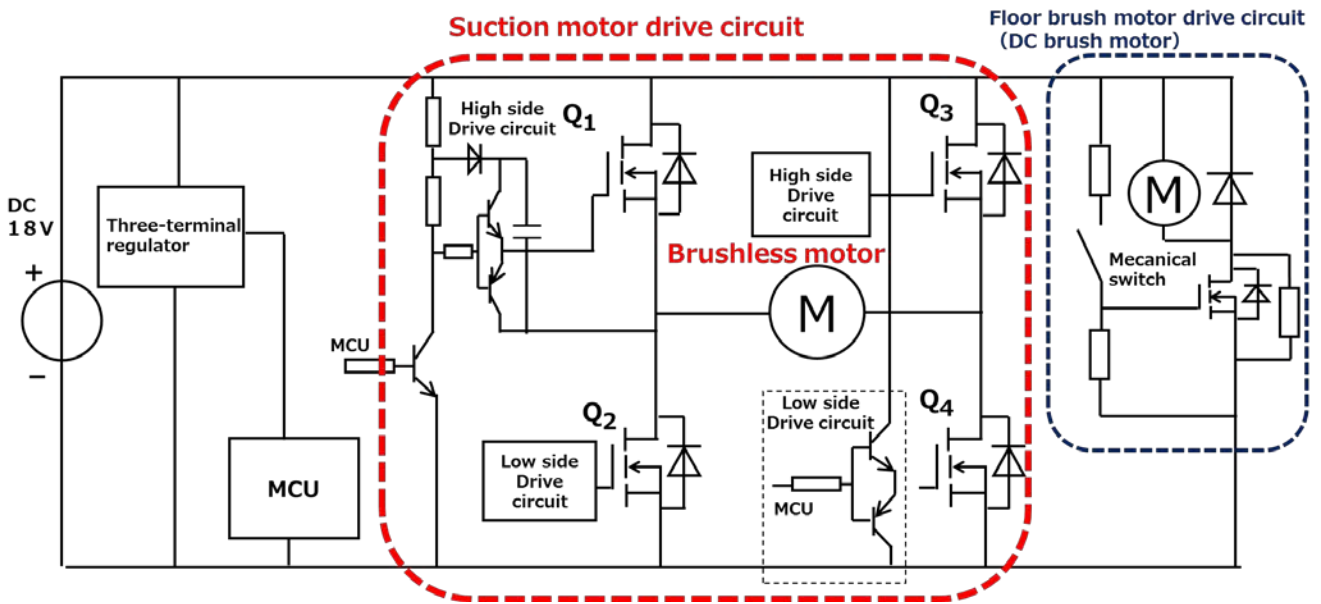 Suction motor drive circuit
Floor brush motor drive circuit
(DC brush motor)
High side
Drive circuit
Q1
Q3
DC
18V
+
−
Three-terminal
regulator
High side
Drive
circuit
M
Mecanical
switch
Brushless motor
M
MCU
Q2
Low side
Drive circuit
Q4
MCU
Low side
Drive
circuit
MCU